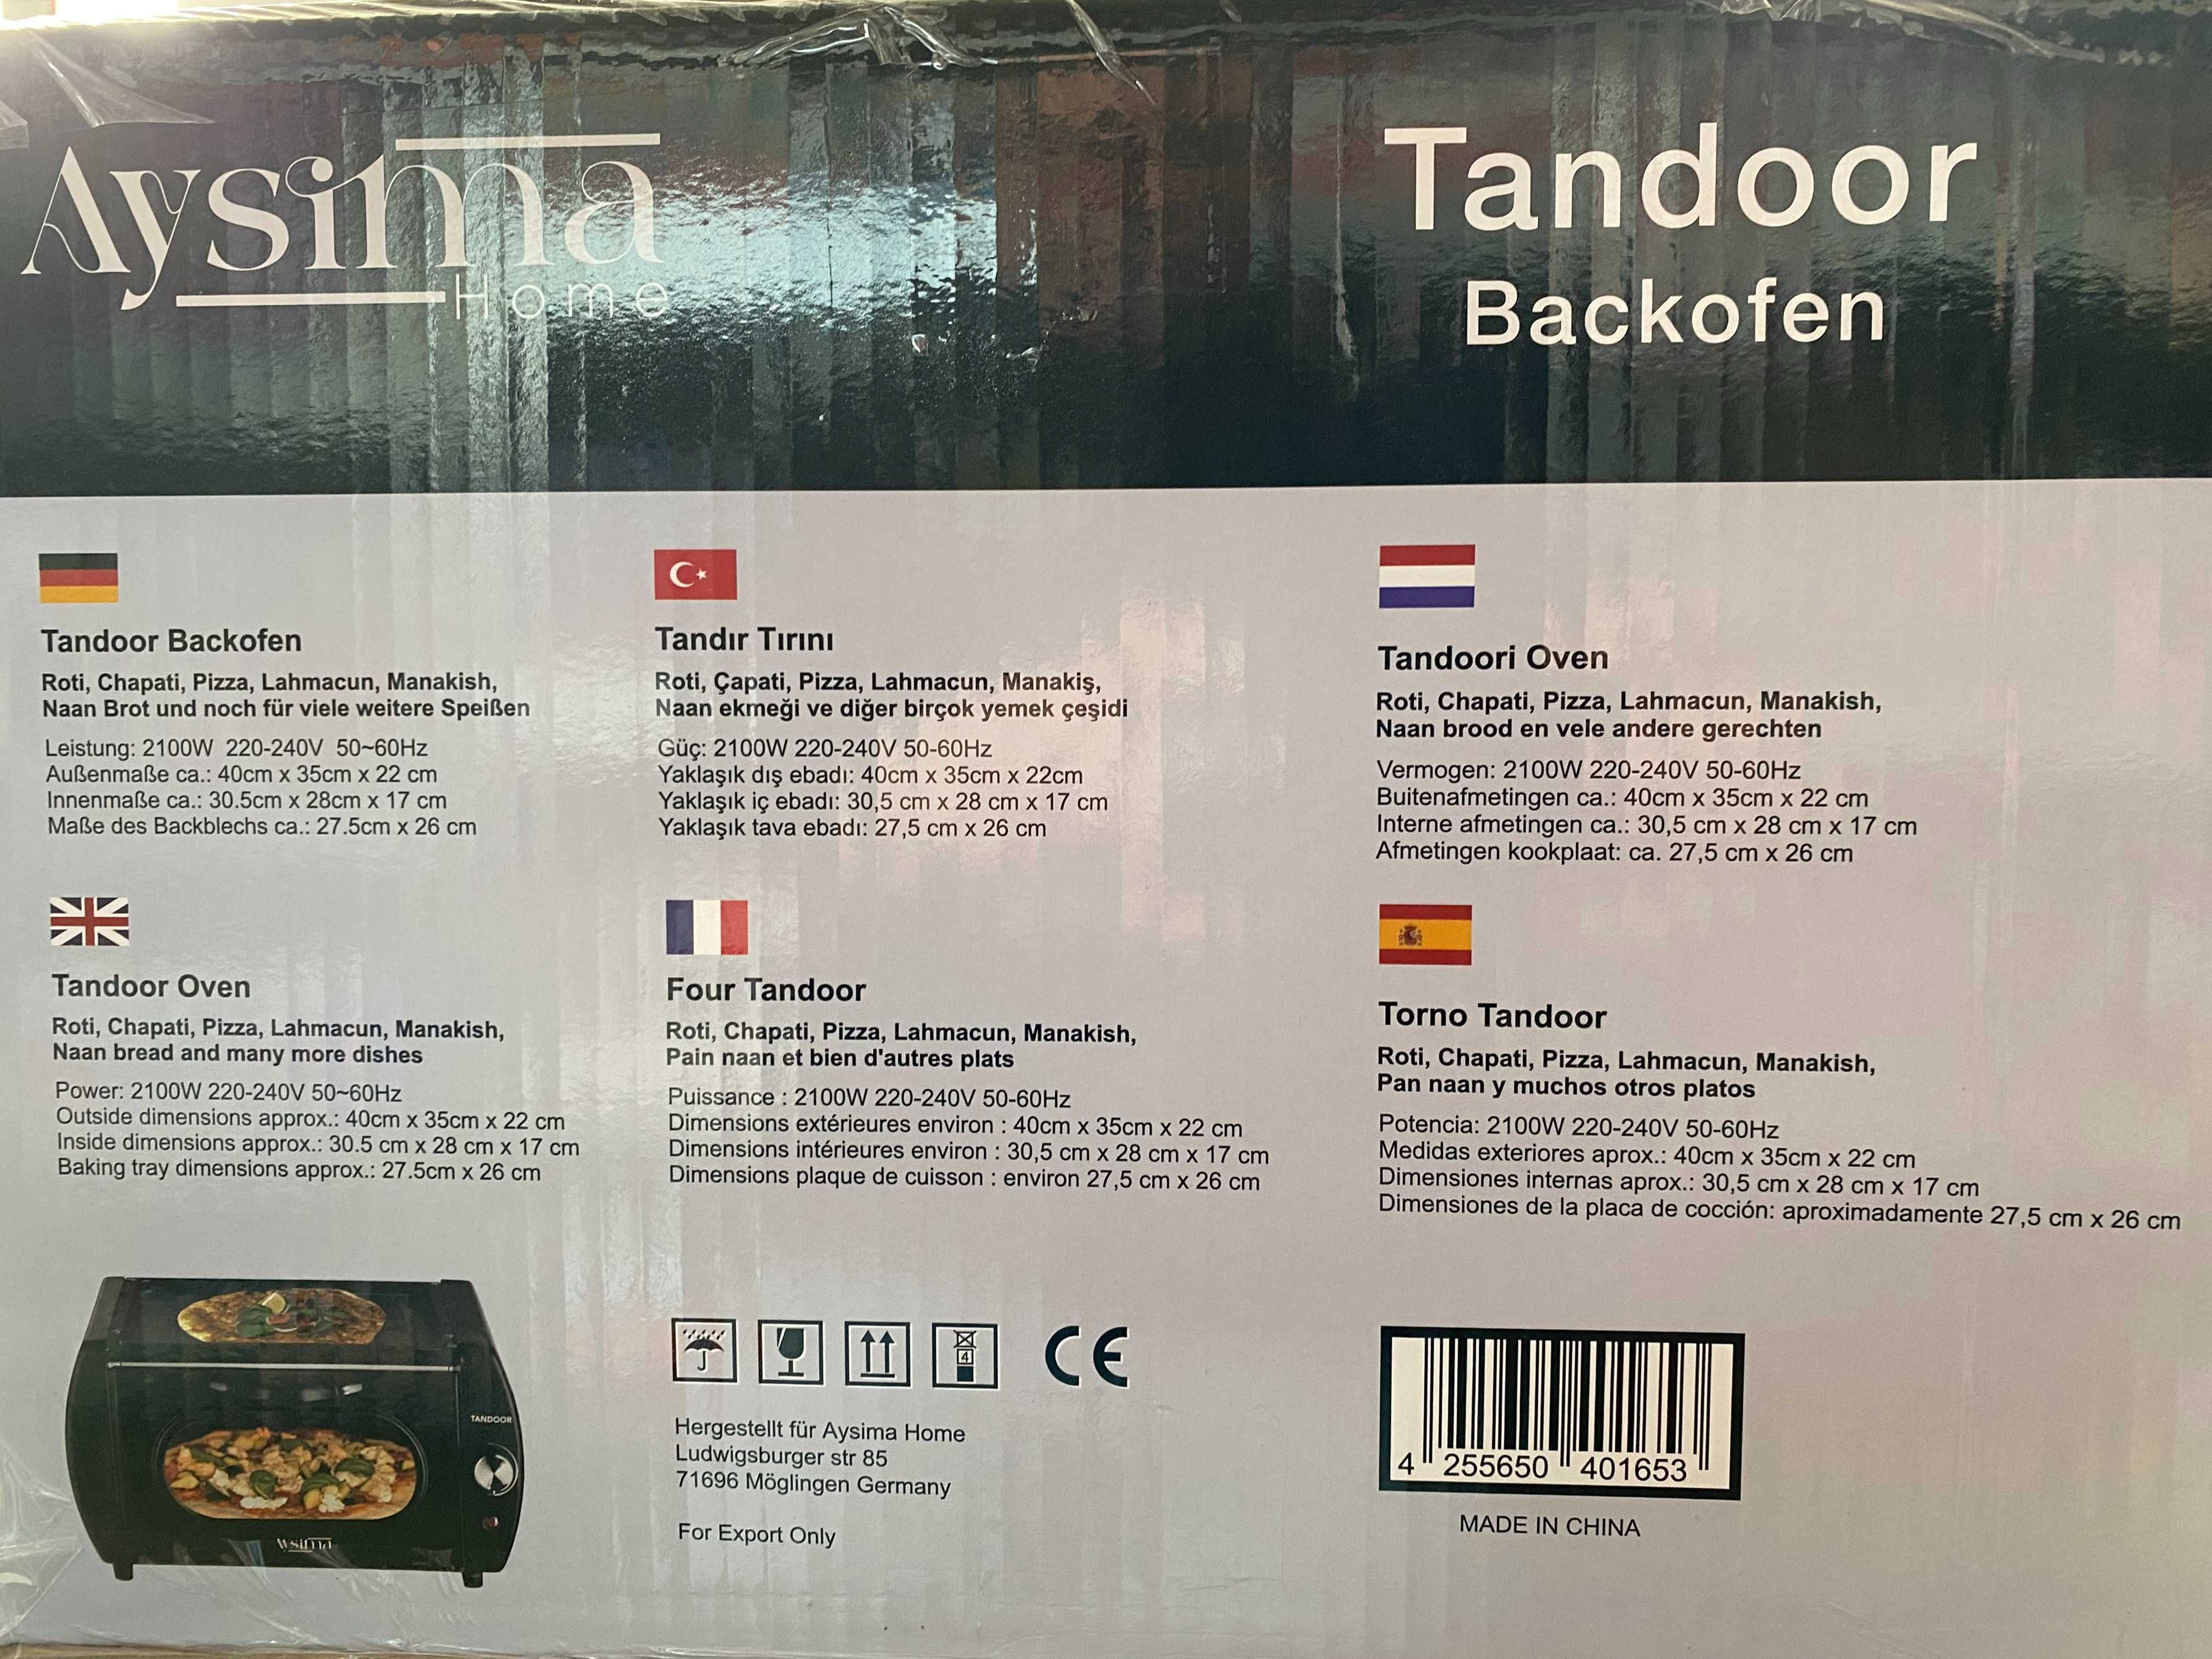 Aysima
Home
Tandoor
Backofen
Tandoor Backofen
Roti, Chapati, Pizza, Lahmacun, Manakish,
Naan Brot und noch für viele weitere Speißen
Leistung: 2100W 220-240V 50~60Hz
Außenmaße ca.: 40cm x 35cm x 22 cm
Innenmaße ca.: 30.5cm x 28cm x 17 cm
Maße des Backblechs ca.: 27.5cm x 26 cm
Tandır Tırını
Roti, Çapati, Pizza, Lahmacun, Manakiş,
Naan ekmeği ve diğer birçok yemek çeşidi
Güç: 2100W 220-240V 50-60Hz
Yaklaşık dış ebadı: 40cm x 35cm x 22cm
Yaklaşık iç ebadı: 30,5 cm x 28 cm x 17 cm
Yaklaşık tava ebadı: 27,5 cm x 26 cm
Tandoori Oven
Roti, Chapati, Pizza, Lahmacun, Manakish,
Naan brood en vele andere gerechten
Vermogen: 2100W 220-240V 50-60Hz
Buitenafmetingen ca.: 40cm x 35cm x 22 cm
Interne afmetingen ca.: 30,5 cm x 28 cm x 17 cm
Afmetingen kookplaat: ca. 27,5 cm x 26 cm
Tandoor Oven
Roti, Chapati, Pizza, Lahmacun, Manakish,
Naan bread and many more dishes
Power: 2100W 220-240V 50~60Hz
Outside dimensions approx.: 40cm x 35cm x 22 cm
Inside dimensions approx.: 30.5 cm x 28 cm x 17 cm
Baking tray dimensions approx.: 27.5cm x 26 cm
Four Tandoor
Roti, Chapati, Pizza, Lahmacun, Manakish,
Pain naan et bien d'autres plats
Puissance : 2100W 220-240V 50-60Hz
Dimensions extérieures environ : 40cm x 35cm x 22 cm
Dimensions intérieures environ : 30,5 cm x 28 cm x 17 cm
Dimensions plaque de cuisson : environ 27,5 cm x 26 cm
Torno Tandoor
Roti, Chapati, Pizza, Lahmacun, Manakish,
Pan naan y muchos otros platos
Potencia: 2100W 220-240V 50-60Hz
Medidas exteriores aprox.: 40cm x 35cm x 22 cm
Dimensiones internas aprox.: 30,5 cm x 28 cm x 17 cm
Dimensiones de la placa de cocción: aproximadamente 27,5 cm x 26 cm
TANDOOR
Aysima
4
CE
Hergestellt für Aysima Home
Ludwigsburger str 85
71696 Möglingen Germany
For Export Only
4 255650 401653
MADE IN CHINA